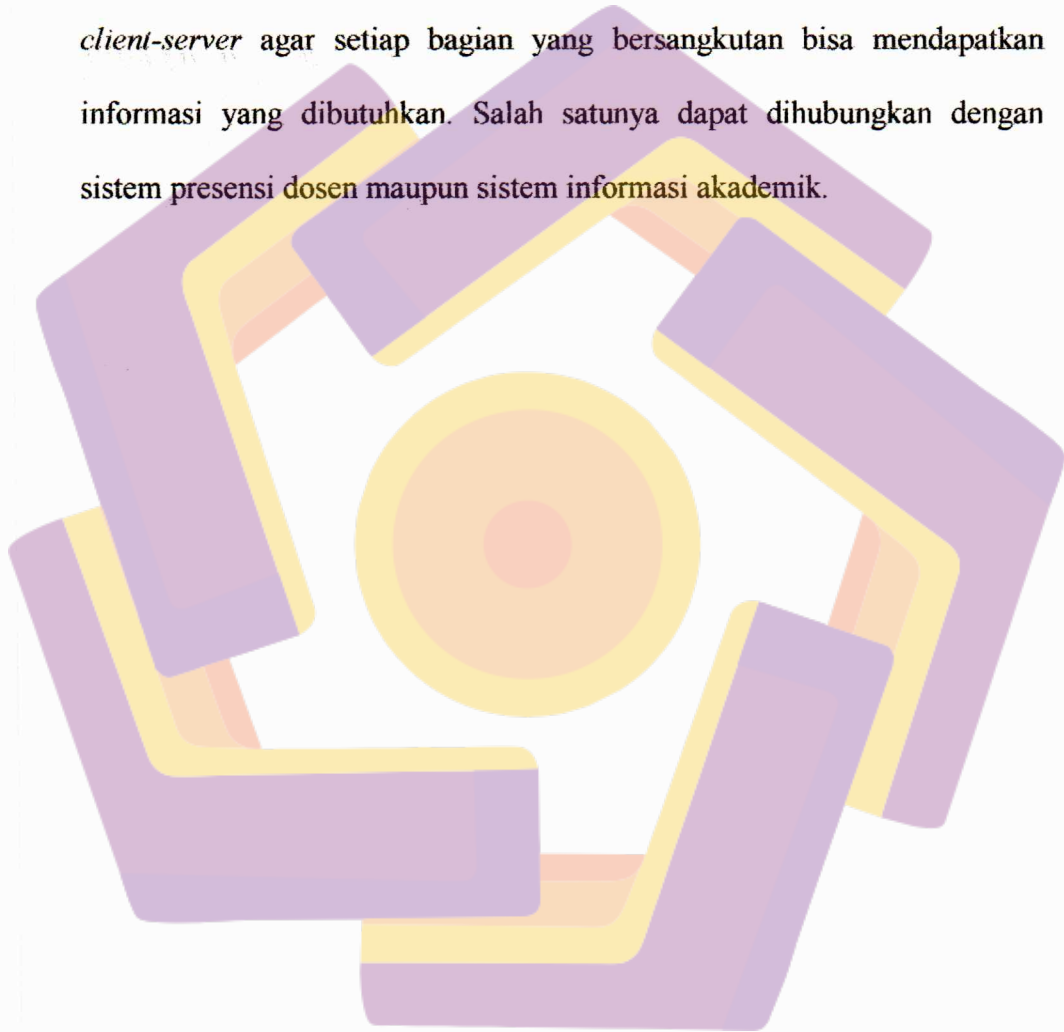 client-server agar setiap bagian yang bersangkutan bisa mendapatkan
informasi yang dibutuhkan. Salah satunya dapat dihubungkan dengan
sistem presensi dosen maupun sistem informasi akademik.